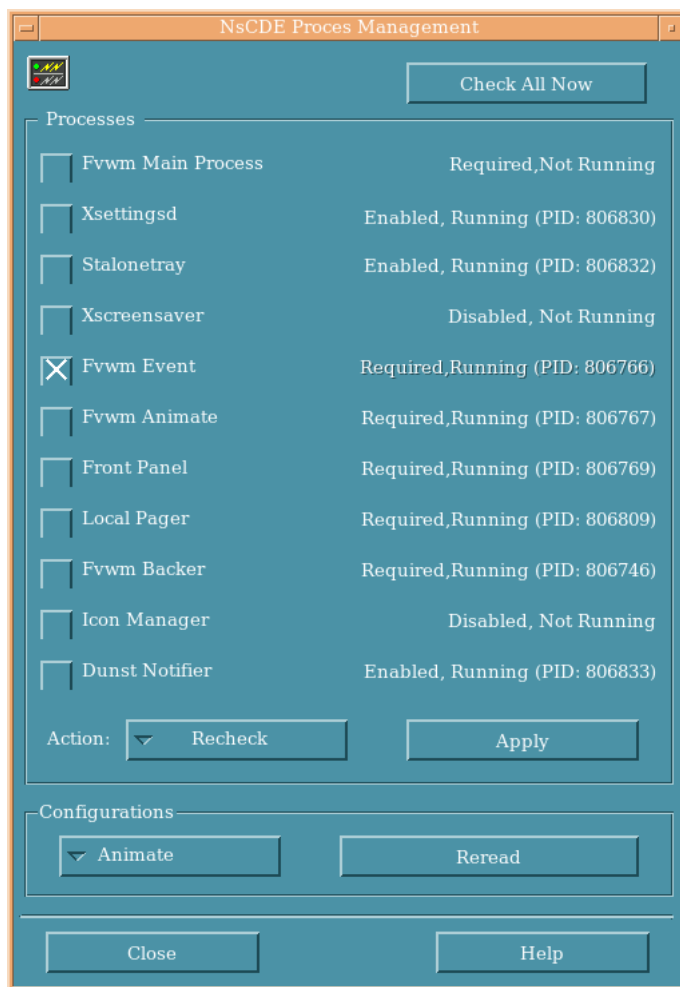 NsCDE Proces Management
Check All Now
Processes
Fvwm Main Process Required,Not Running
Xsettingsd Enabled, Running (PID: 806830)
Stalonetray Enabled, Running (PID: 806832)
Xscreensaver Disabled, Not Running
Fvwm Event Required,Running (PID: 806766)
Fvwm Animate Required,Running (PID: 806767)
Front Panel Required,Running (PID: 806769)
Local Pager Required,Running (PID: 806809)
Fvwm Backer Required,Running (PID: 806746)
Icon Manager Disabled, Not Running
Dunst Notifier Enabled, Running (PID: 806833)
Action: Recheck Apply
Configurations
Animate Reread
Close Help